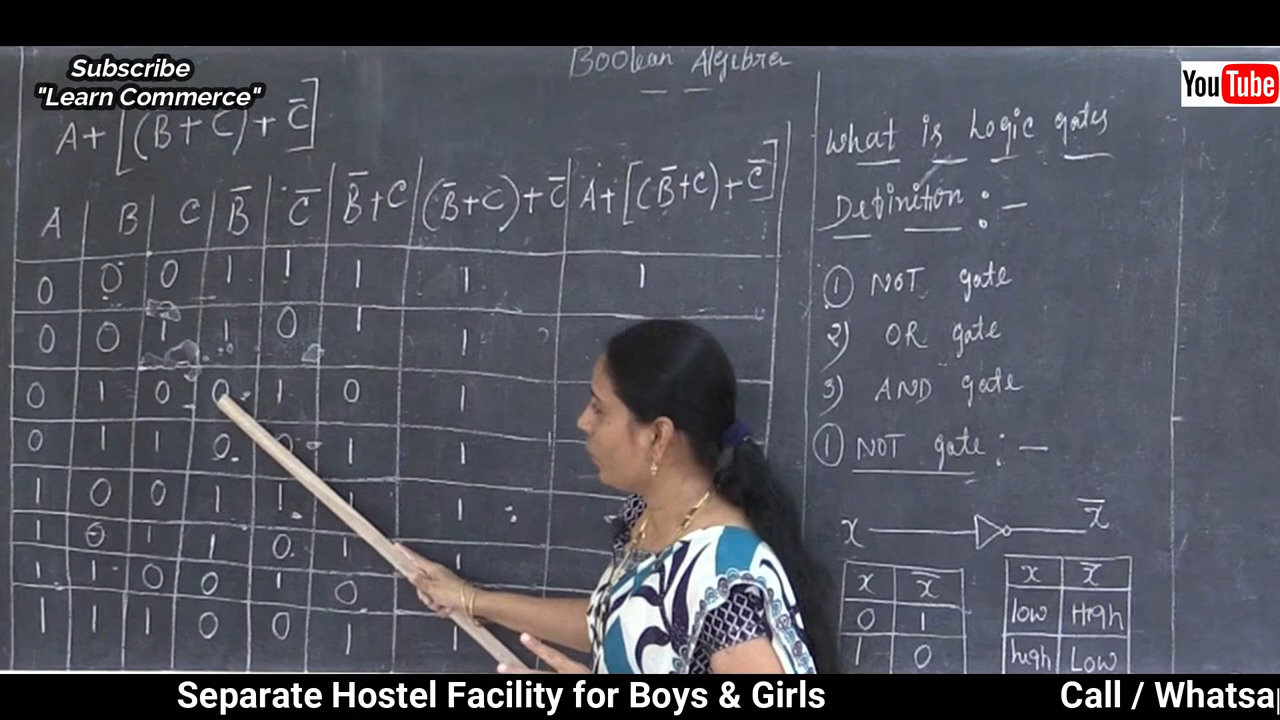 Boolean Algebra
Subscribe
"Learn Commerce"
YouTube
A+[(B̅+C)+C̅]
A | B | C | B̅ | C̅ | B̅+C | (B̅+C)+C̅ | A+[(B̅+C)+C̅]
0 0 0 1 1 1 1 1
0 0 1 1 0 1 1
0 1 0 0 1 0 1
0 1 1 0 0 1 1
1 0 0 1 1 1 1
1 0 1 1 0 1 1
1 1 0 0 1 0
1 1 1 0 0 1 1
What is Logic gates
Definition :-
① NOT gate
2) OR gate
3) AND gate
① NOT gate :-
x x̅
x x̅
0 1
1 0
x x̅
low High
high Low
Separate Hostel Facility for Boys & Girls
Call / Whatsa